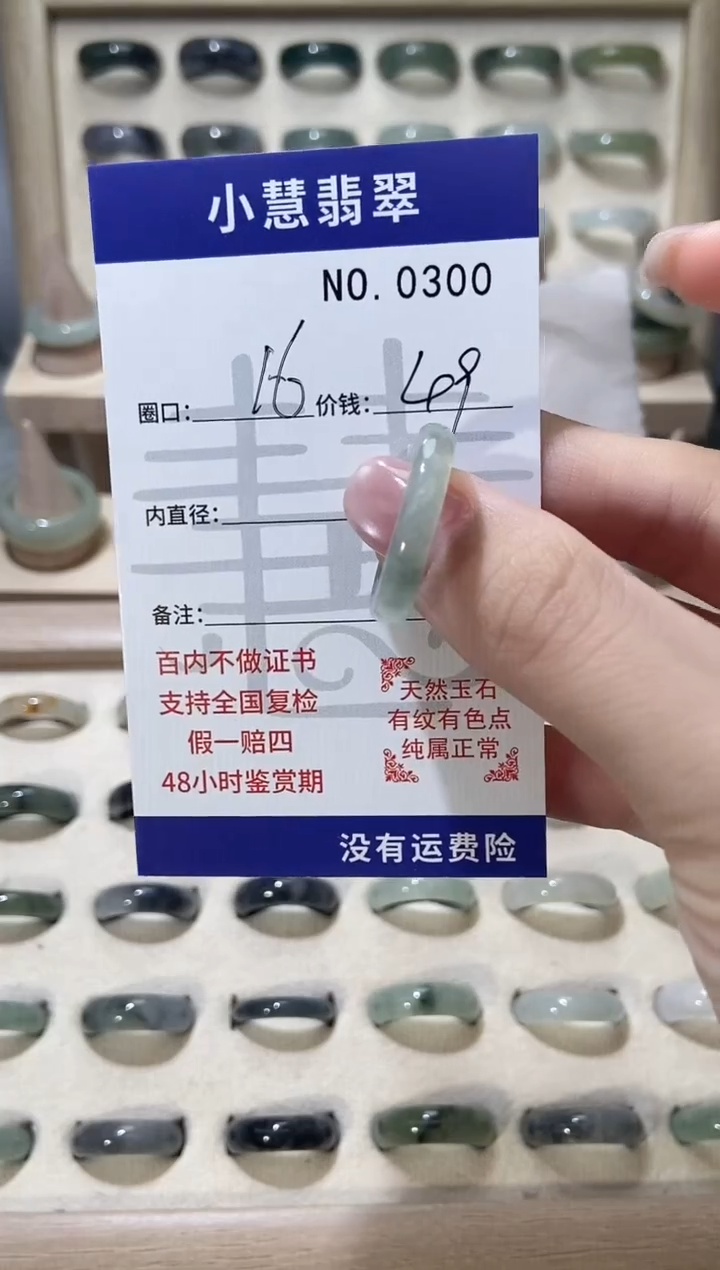 小慧翡翠
NO. 0300
圈口: 16 价钱: 49
内直径:
备注:
百内不做证书
支持全国复检
假一赔四
48小时鉴赏期
天然玉石
有纹有色点
纯属正常
没有运费险